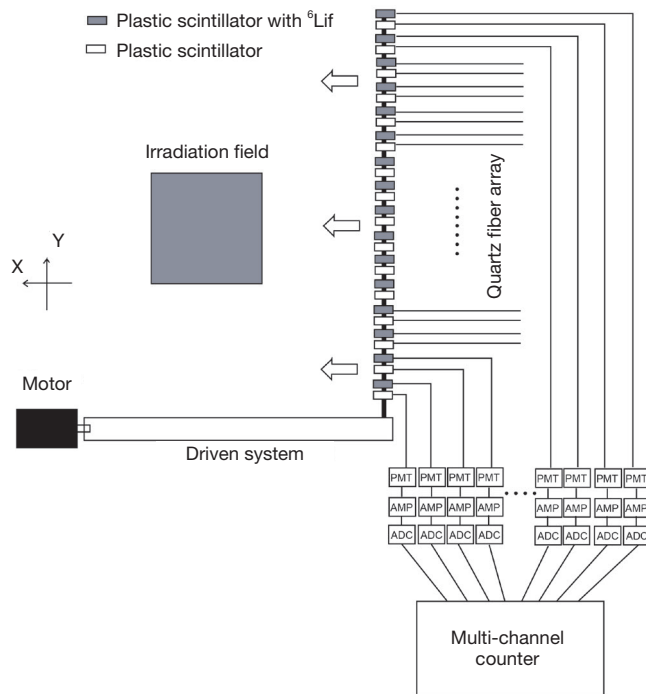 Plastic scintillator with ⁶Lif
Plastic scintillator
Irradiation field
Quartz fiber array
Y
X
Motor
Driven system
PMT PMT PMT PMT PMT PMT PMT PMT
AMP AMP AMP AMP AMP AMP AMP AMP
ADC ADC ADC ADC ADC ADC ADC ADC
Multi-channel
counter